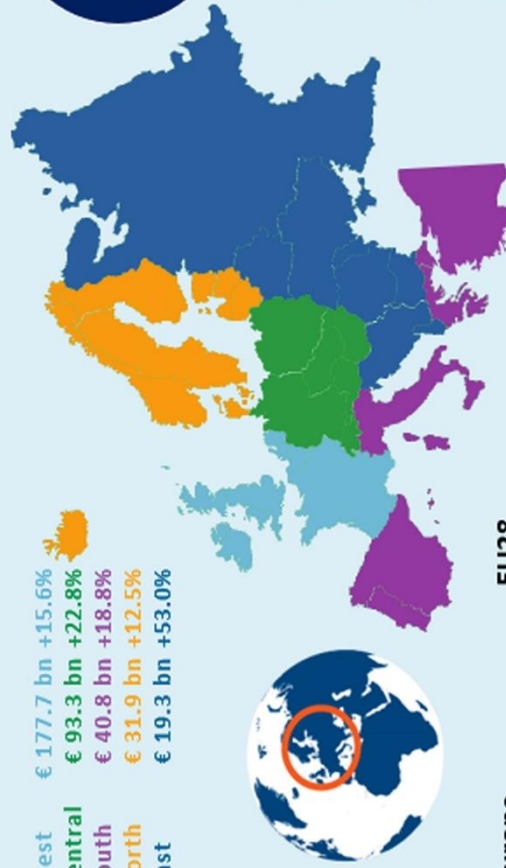 est € 177.7 bn +15.6%
entral € 93.3 bn +22.8%
outh € 40.8 bn +18.8%
orth € 31.9 bn +12.5%
ast € 19.3 bn +53.0%
EU28